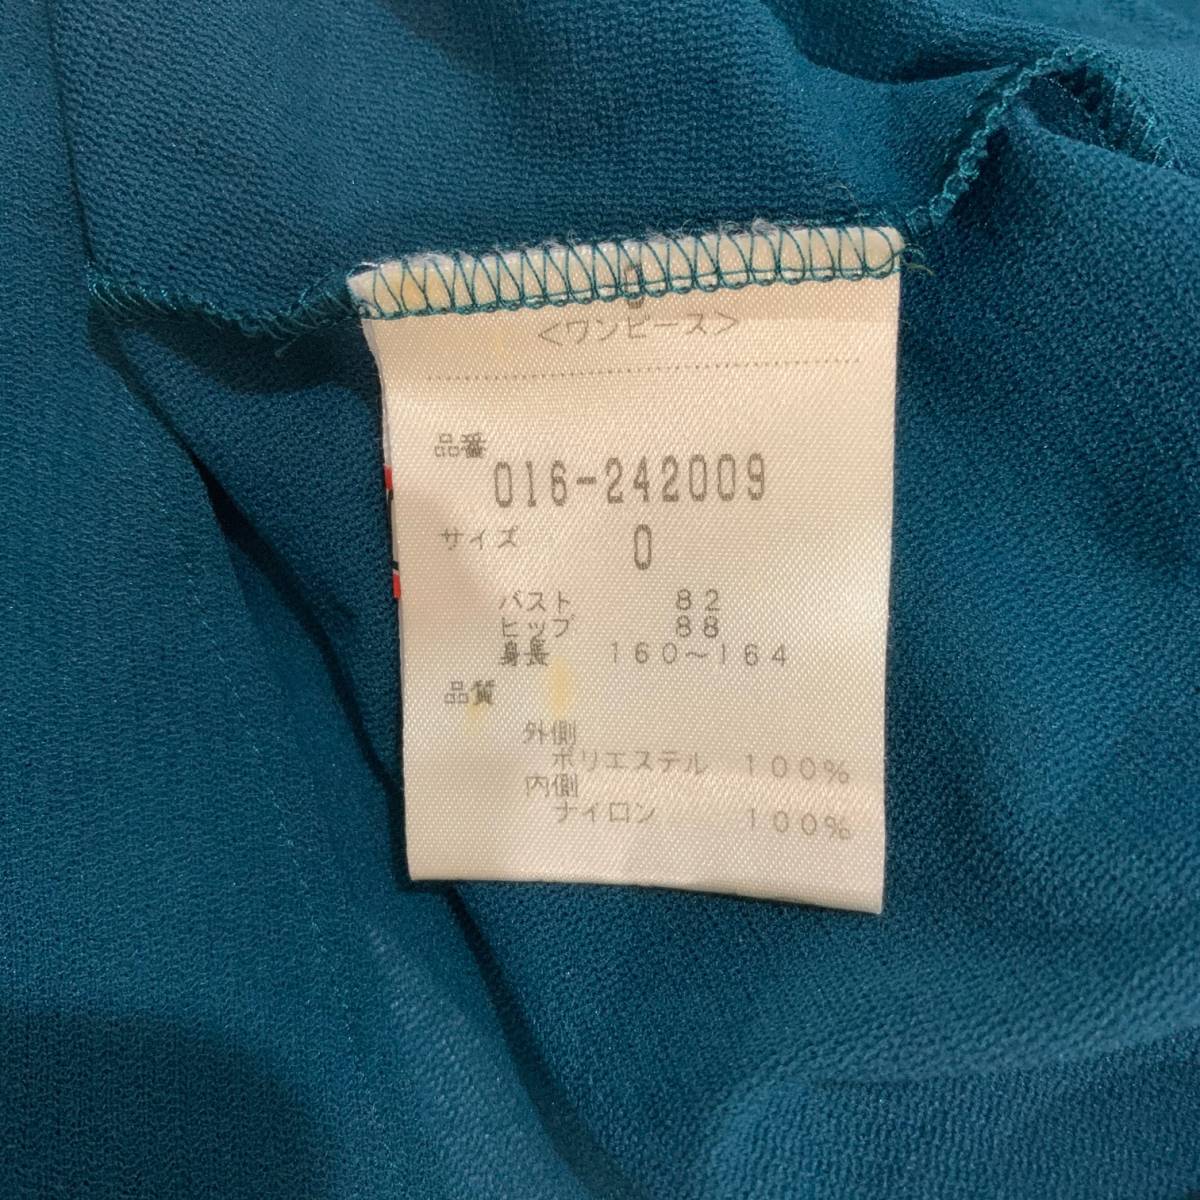 <ワンピース>
品番
016-242009
サイズ 0
バスト 82
ヒップ 88
身長 160～164
品質
外側
ポリエステル 100%
内側
ナイロン 100%